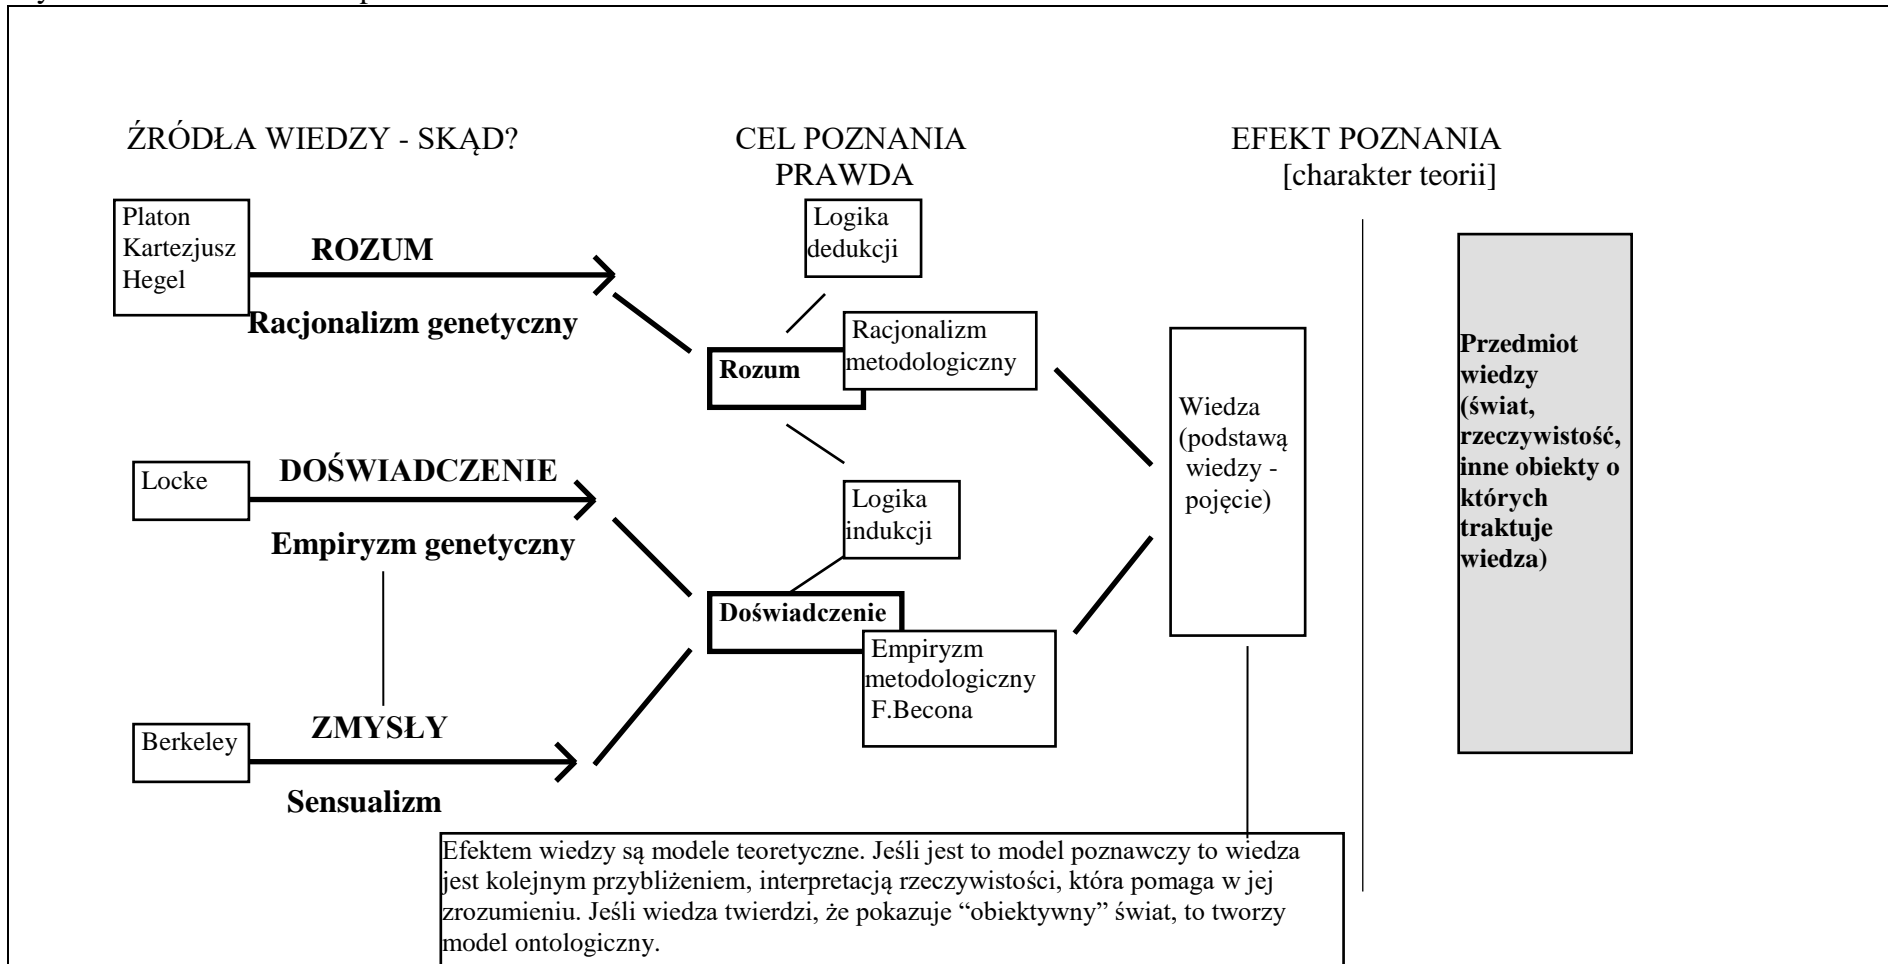 ŹRÓDŁA WIEDZY - SKĄD?
CEL POZNANIA
PRAWDA
EFEKT POZNANIA
[charakter teorii]
Platon
Kartezjusz
Hegel
ROZUM
Racjonalizm genetyczny
Logika
dedukcji
Rozum
Racjonalizm
metodologiczny
Locke
DOŚWIADCZENIE
Empiryzm genetyczny
Logika
indukcji
Doświadczenie
Empiryzm
metodologiczny
F.Becona
Berkeley
ZMYSŁY
Sensualizm
Wiedza
(podstawą
wiedzy -
pojęcie)
Przedmiot
wiedzy
(świat,
rzeczywistość,
inne obiekty o
których
traktuje
wiedza)
Efektem wiedzy są modele teoretyczne. Jeśli jest to model poznawczy to wiedza
jest kolejnym przybliżeniem, interpretacją rzeczywistości, która pomaga w jej
zrozumieniu. Jeśli wiedza twierdzi, że pokazuje “obiektywny” świat, to tworzy
model ontologiczny.